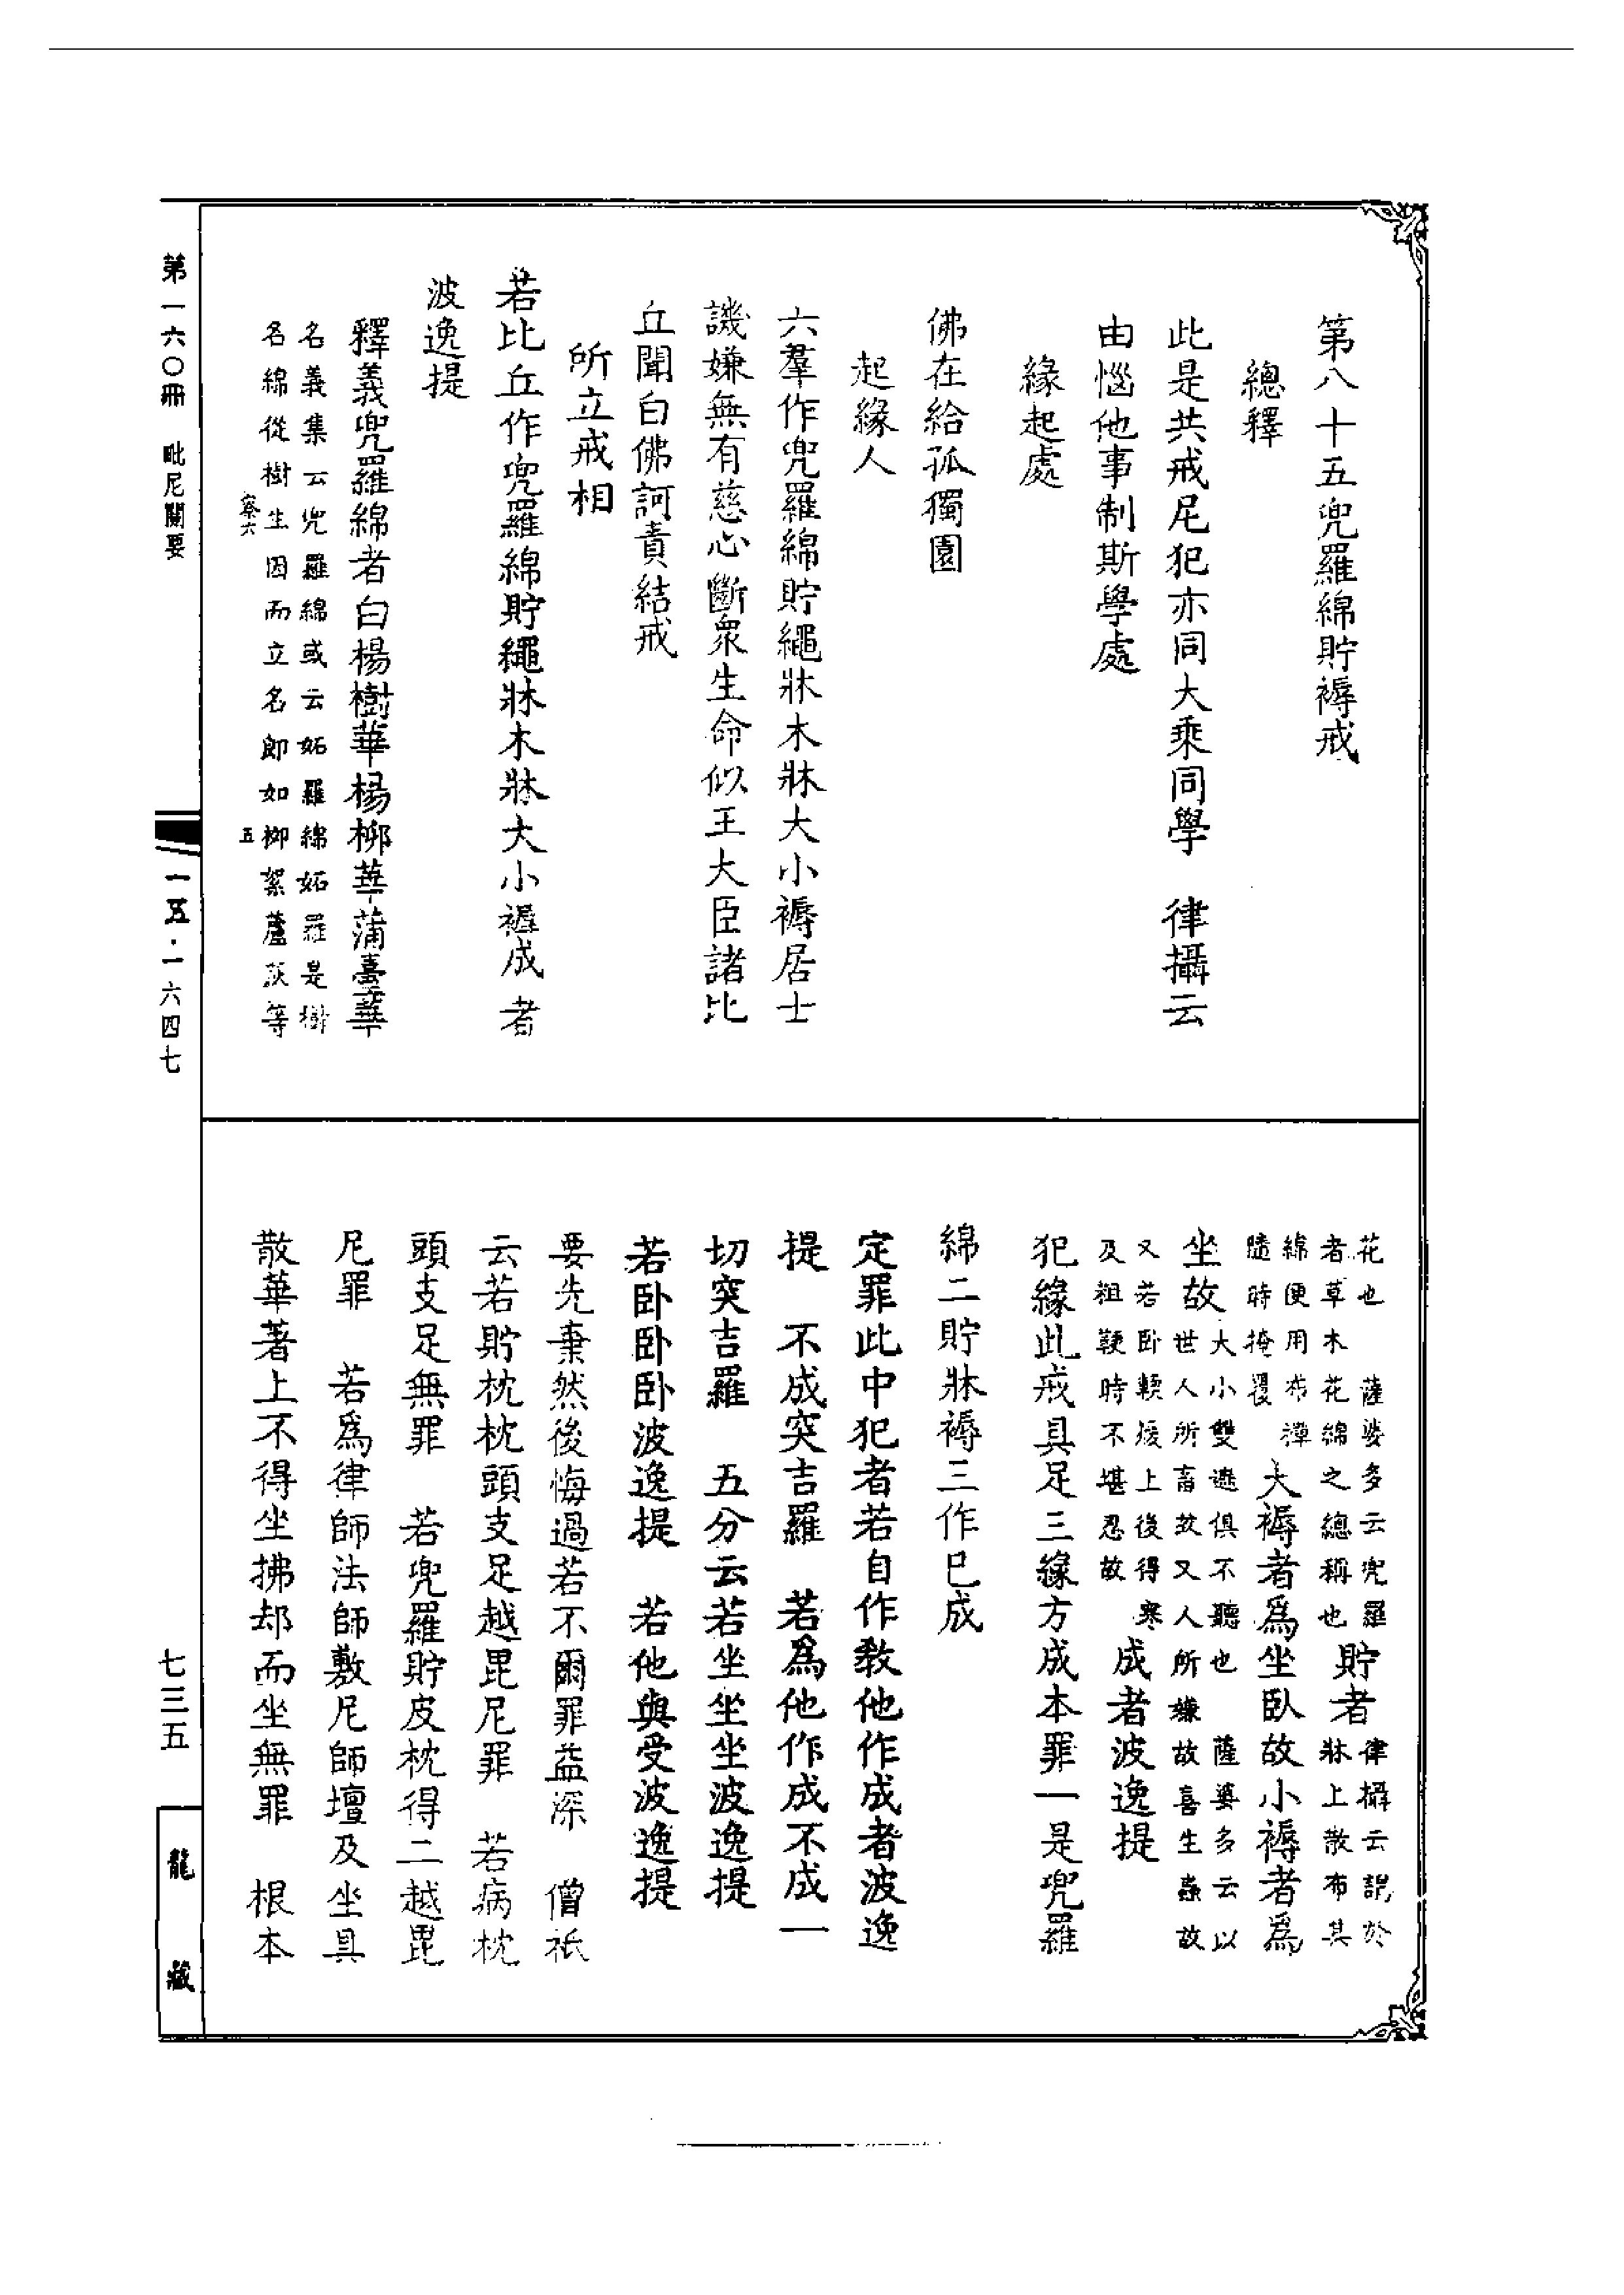 第八十五兜羅綿貯褥戒
總釋
此是共戒尼犯亦同大乘同學　律攝云
由惱他事制斯學處
緣起處
佛在給孤獨園
起緣人
六羣作兜羅綿貯繩牀木牀大小褥居士
譏嫌無有慈心斷眾生命似王大臣諸比
丘聞白佛訶責結戒
所立戒相
若比丘作兜羅綿貯繩牀木牀大小褥成者
波逸提
釋義兜羅綿者白楊樹華楊柳華蒲臺華
名義集云兜羅綿或云妬羅綿妬羅是樹
名綿從樹生因而立名即如柳絮蘆荻等
花也　薩婆多云兜羅
者草木花綿之總稱也
貯者
律攝云謂於
牀上散布其
綿便用布禪
隨時掩覆
大褥者爲坐臥故小褥者爲
坐故
大小雙遮俱不聽也　薩婆多云以
世人所畜故又人所嫌故喜生蟲故
又若卧輭煖上後得寒
及粗鞕時不堪忍故
成者波逸提
犯緣此戒具足三緣方成本罪一是兜羅
綿二貯牀褥三作已成
定罪此中犯者若自作教他作成者波逸
提　不成突吉羅　若爲他作成不成一
切突吉羅　五分云若坐坐坐波逸提
若卧卧卧波逸提　若他與受波逸提
要先棄然後悔過若不爾罪益深　僧祇
云若貯枕枕頭支足越毘尼罪　若病枕
頭支足無罪　若兜羅貯皮枕得二越毘
尼罪　若爲律師法師敷尼師壇及坐具
散華著上不得坐拂却而坐無罪　根本
第一六〇冊　毗尼關要
案六
五
一五·一六四七
七三五
龍藏